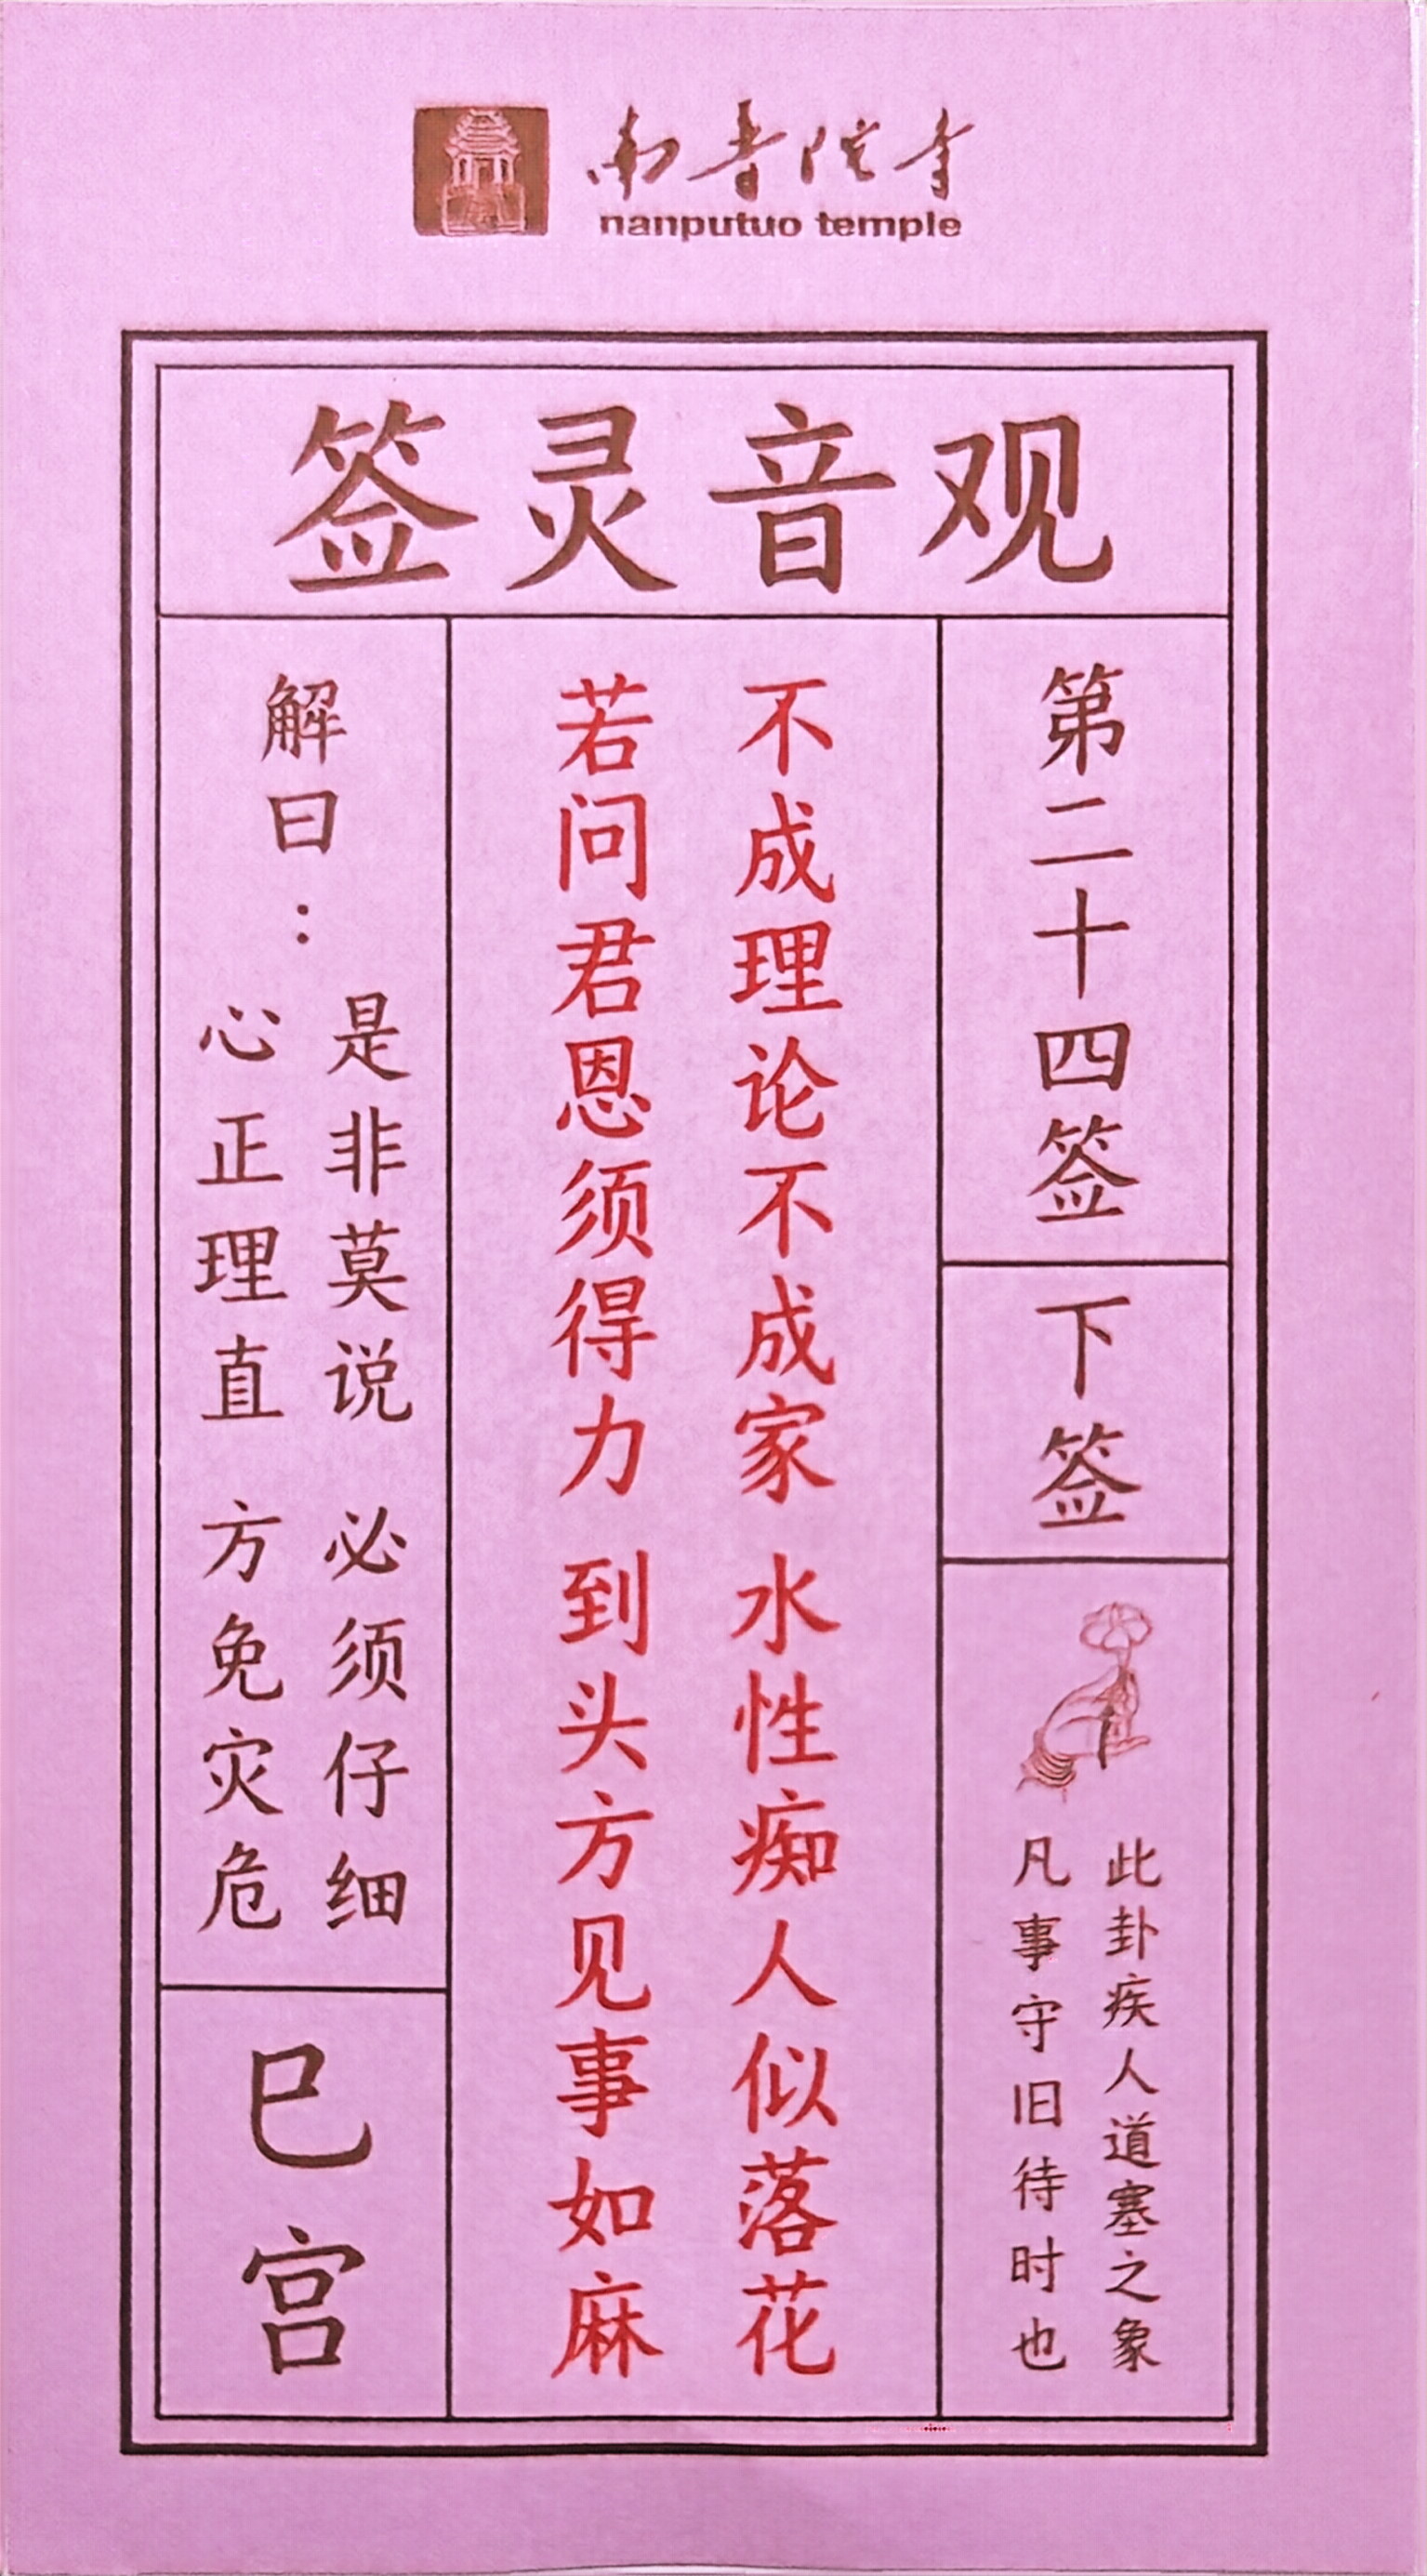 南普陀寺
nanputuo temple
观音灵签
第二十四签
下签
此卦疾人道塞之象
凡事守旧待时也
不成理论不成家 水性痴人似落花
若问君恩须得力 到头方见事如麻
解曰：
是非莫说 必须仔细
心正理直 方免灾危
巳宫